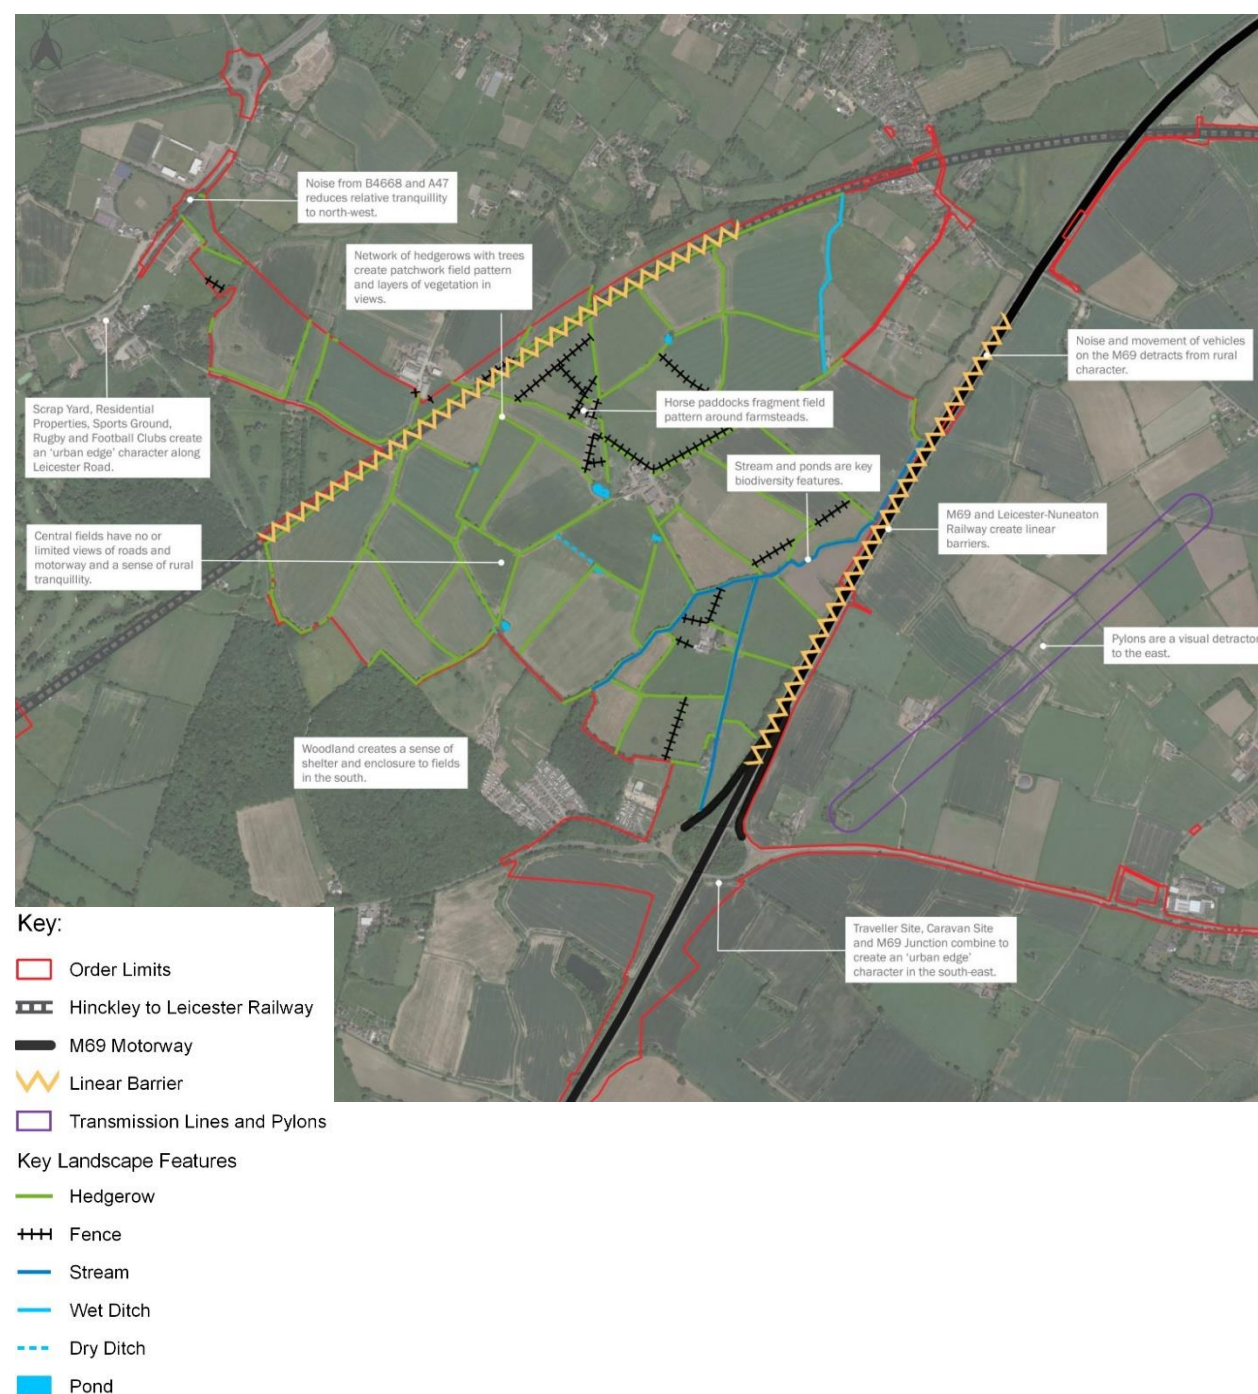 Noise from B4668 and A47
reduces relative tranquillity
to north-west.
Network of hedgerows with trees
create patchwork field pattern
and layers of vegetation in
views.
Noise and movement of vehicles
on the M69 detracts from rural
character.
Scrap Yard, Residential
Properties, Sports Ground,
Rugby and Football Clubs create
an ‘urban edge’ character along
Leicester Road.
Horse paddocks fragment field
pattern around farmsteads.
Stream and ponds are key
biodiversity features.
M69 and Leicester-Nuneaton
Railway create linear
barriers.
Central fields have no or
limited views of roads and
motorway and a sense of rural
tranquillity.
Pylons are a visual detractor
to the east.
Woodland creates a sense of
shelter and enclosure to fields
in the south.
Traveller Site, Caravan Site
and M69 Junction combine to
create an ‘urban edge’
character in the south-east.
Key:
Order Limits
Hinckley to Leicester Railway
M69 Motorway
Linear Barrier
Transmission Lines and Pylons
Key Landscape Features
Hedgerow
Fence
Stream
Wet Ditch
Dry Ditch
Pond